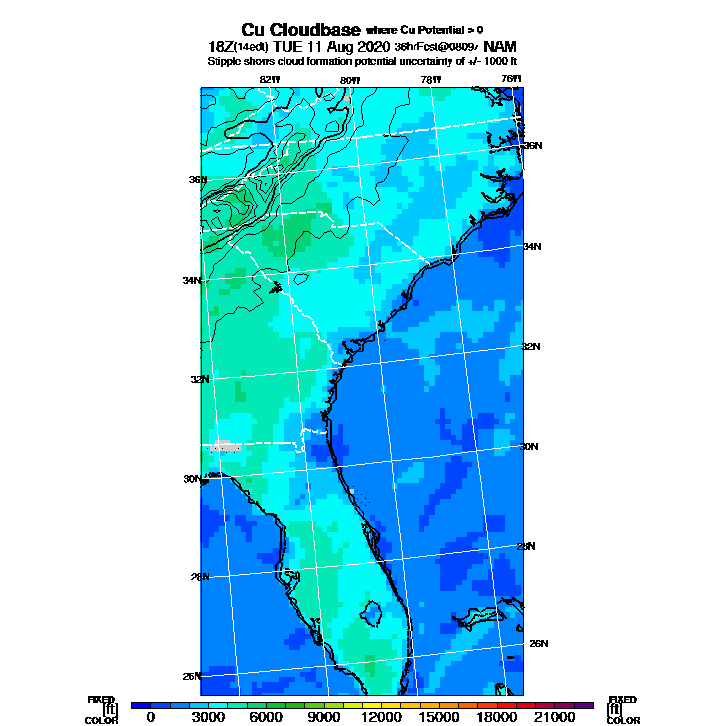 Cu Cloudbase where Cu Potential > 0
18Z(14edt) TUE 11 Aug 2020 36hrFcst@0809z NAM
Stipple shows cloud formation potential uncertainty of +/- 1000 ft
82W 80W 78W 76W
36N 36N
34N 34N
32N 32N
30N 30N
28N 28N
26N 26N
FIXED [ft] COLOR 0 3000 6000 9000 12000 15000 18000 21000 FIXED [ft] COLOR